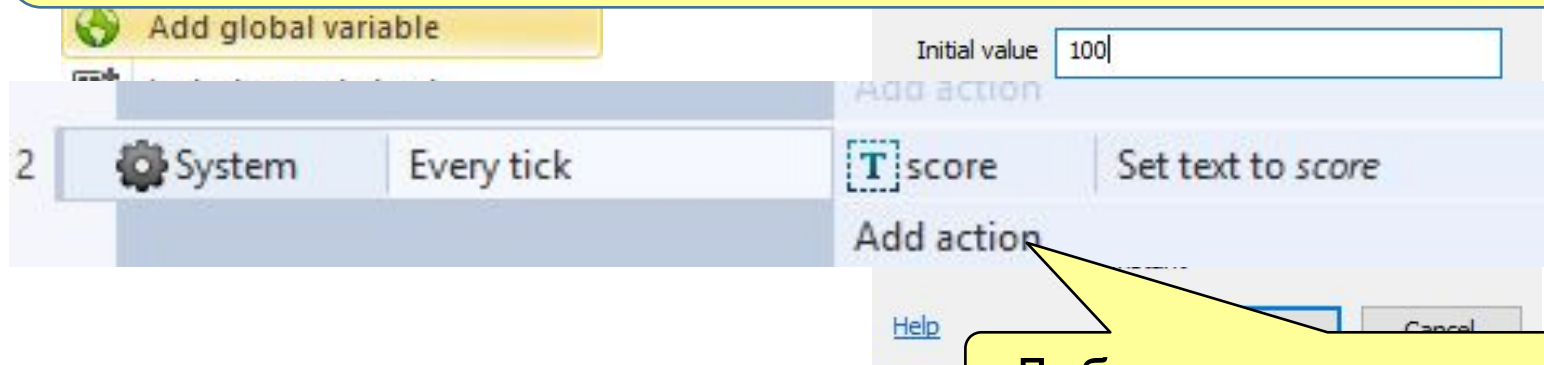 Add global variable
Initial value 100
Add action
2 System Every tick T score Set text to score
Add action
Help
Cancel